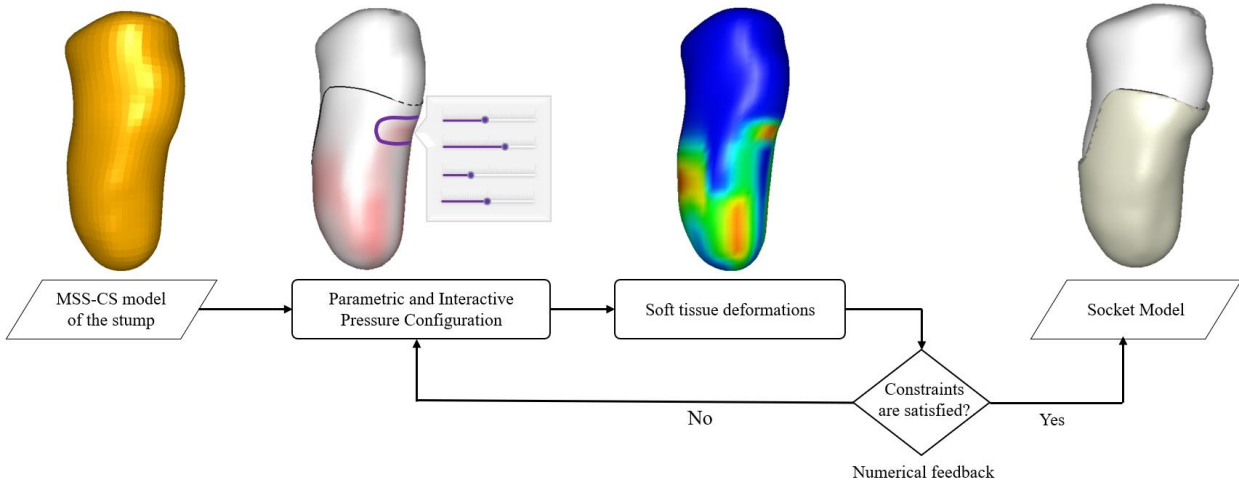 MSS-CS model
of the stump
Parametric and Interactive
Pressure Configuration
Soft tissue deformations
Socket Model
Constraints
are satisfied?
No
Yes
Numerical feedback